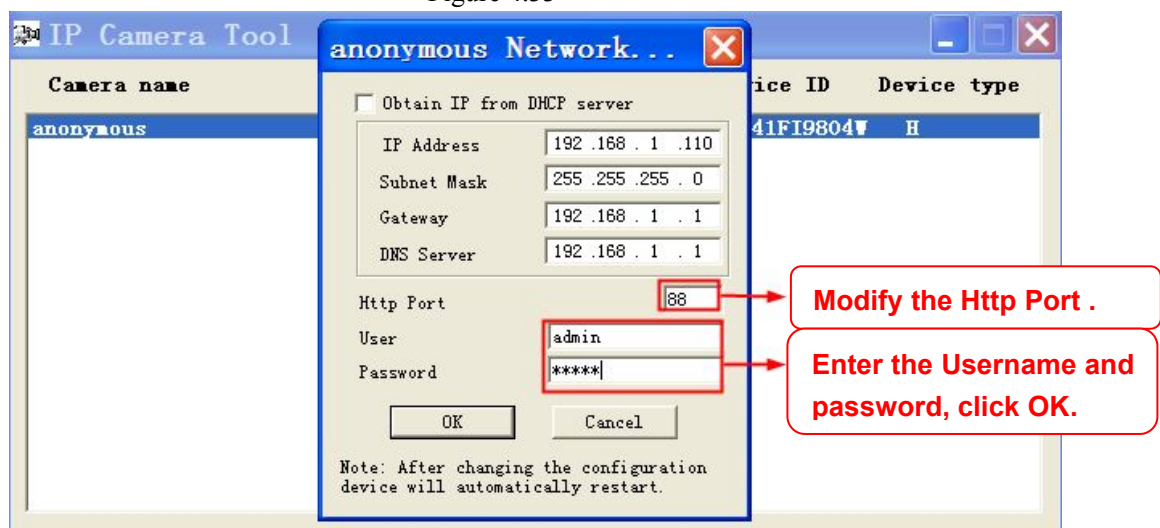 IP Camera Tool
anonymous Network...
Camera name
ice ID Device type
anonymous
41FI9804W H
Obtain IP from DHCP server
IP Address 192 .168 . 1 .110
Subnet Mask 255 .255 .255 . 0
Gateway 192 .168 . 1 . 1
DNS Server 192 .168 . 1 . 1
Http Port 88
Modify the Http Port .
User admin
Password *****
Enter the Username and
password, click OK.
OK Cancel
Note: After changing the configuration
device will automatically restart.